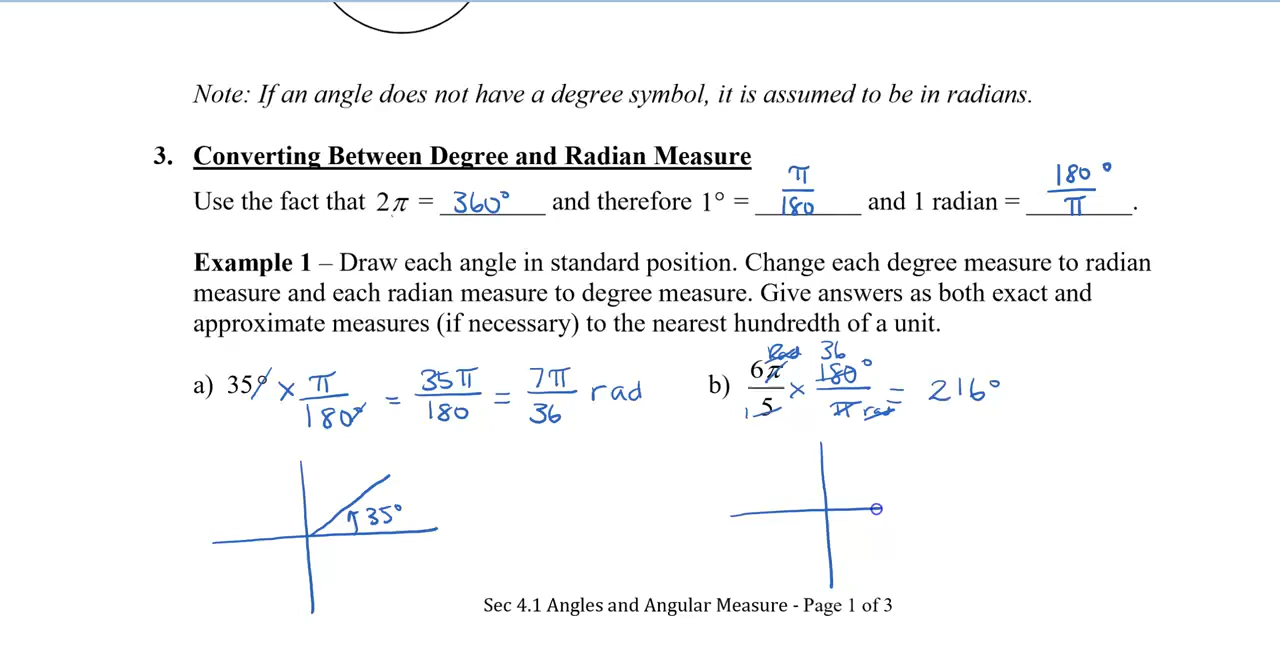 Note: If an angle does not have a degree symbol, it is assumed to be in radians.
3. Converting Between Degree and Radian Measure
Use the fact that 2π = 360° and therefore 1° = π/180 and 1 radian = 180°/π.
Example 1 – Draw each angle in standard position. Change each degree measure to radian
measure and each radian measure to degree measure. Give answers as both exact and
approximate measures (if necessary) to the nearest hundredth of a unit.
a) 35° × π/180° = 35π/180 = 7π/36 rad
b) 6π/5 Rad × 180°/π rad = 216°
36
1
35°
Sec 4.1 Angles and Angular Measure - Page 1 of 3